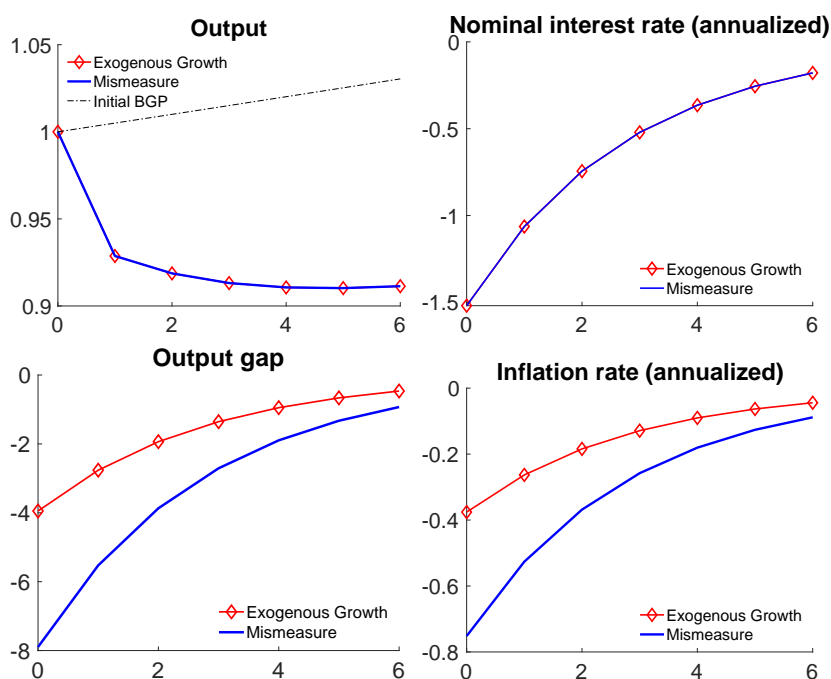 Output
1.05
1
0.95
0.9
Exogenous Growth
Mismeasure
Initial BGP
0 2 4 6
Nominal interest rate (annualized)
0
-0.5
-1
-1.5
Exogenous Growth
Mismeasure
0 2 4 6
Output gap
0
-2
-4
-6
-8
Exogenous Growth
Mismeasure
0 2 4 6
Inflation rate (annualized)
0
-0.2
-0.4
-0.6
-0.8
Exogenous Growth
Mismeasure
0 2 4 6